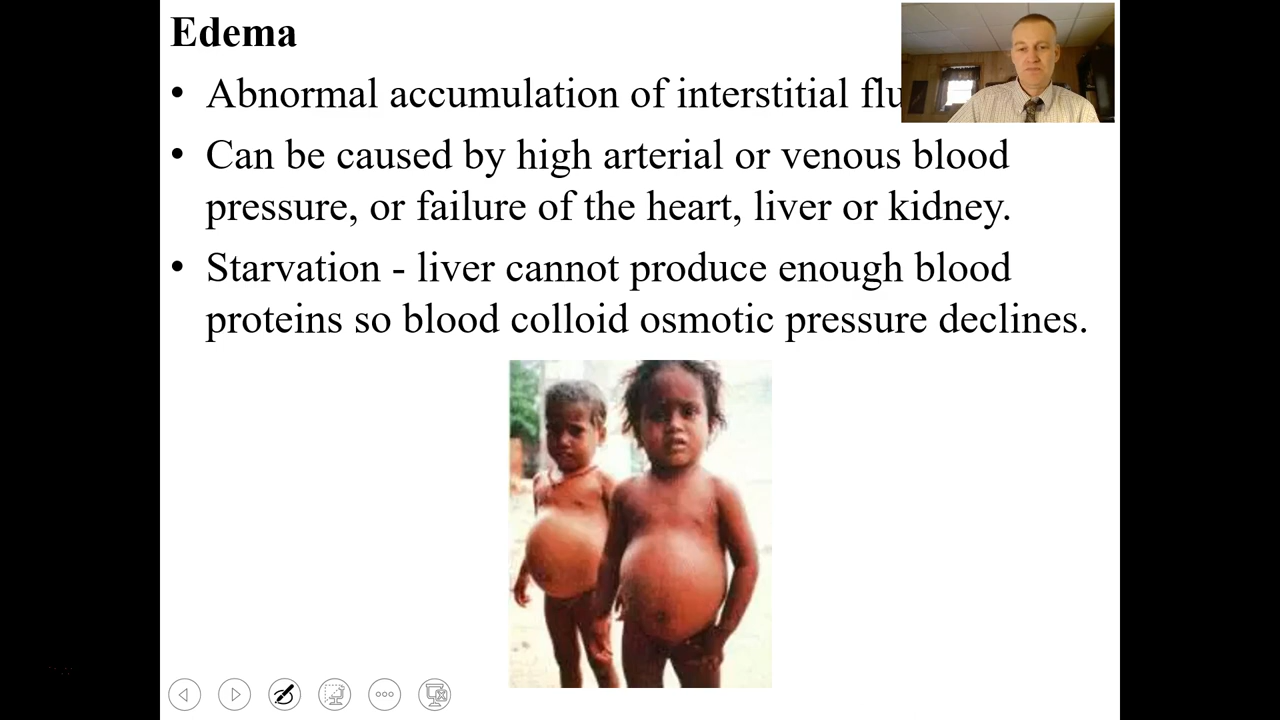 Edema
• Abnormal accumulation of interstitial
• Can be caused by high arterial or venous blood
pressure, or failure of the heart, liver or kidney.
• Starvation - liver cannot produce enough blood
proteins so blood colloid osmotic pressure declines.